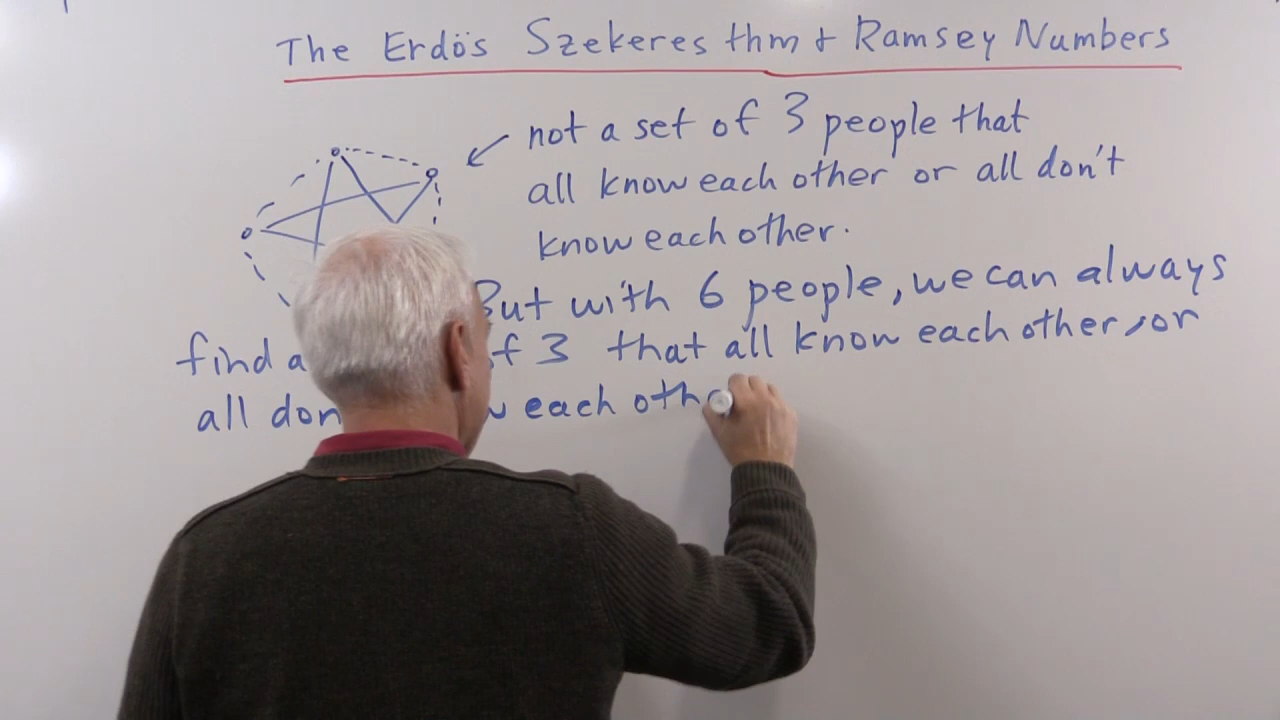 The Erdös Szekeres thm + Ramsey Numbers
not a set of 3 people that
all know each other or all don't
know each other.
But with 6 people, we can always
find a of 3 that all know each other, or
all don each oth